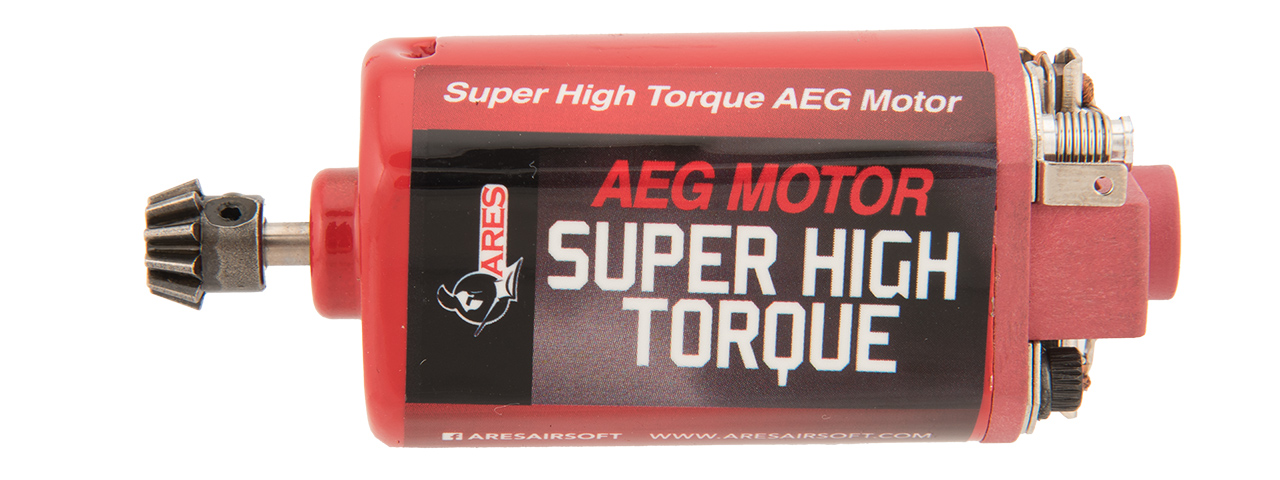 Super High Torque AEG Motor
AEG MOTOR
ARES
SUPER HIGH
TORQUE
ARESAIRSOFT WWW.ARESAIRSOFT.COM